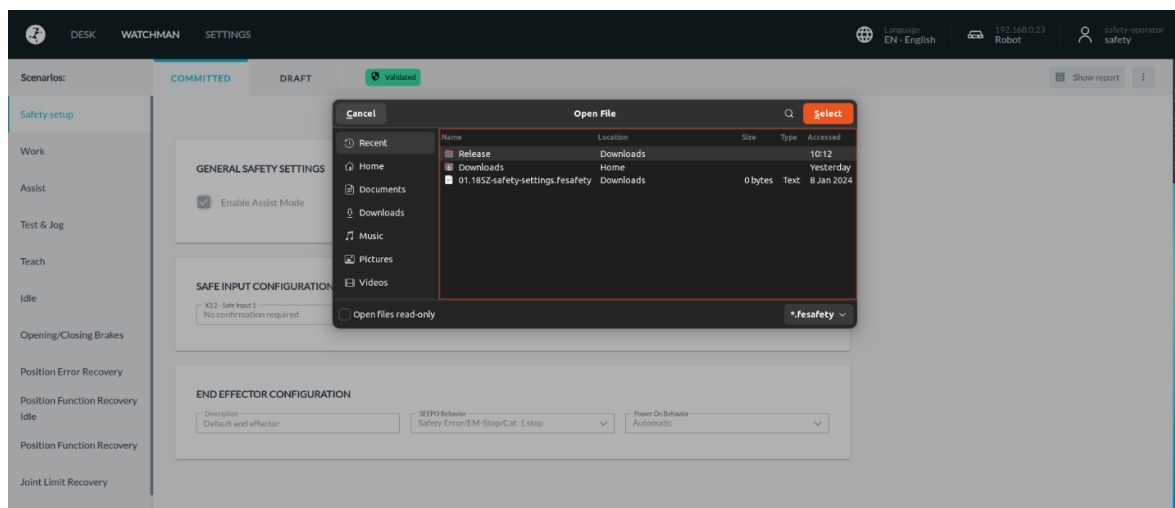 DESK WATCHMAN SETTINGS
Language
EN - English
192.168.0.23
Robot
safety-operator
safety
Scenarios:
COMMITTED DRAFT Validated Show report
Safety setup
Work
Assist
Test & Jog
Teach
Idle
Opening/Closing Brakes
Position Error Recovery
Position Function Recovery
Idle
Position Function Recovery
Joint Limit Recovery
GENERAL SAFETY SETTINGS
Enable Assist Mode
SAFE INPUT CONFIGURATION
X3.2 - Safe Input 1
No confirmation required
END EFFECTOR CONFIGURATION
Description
Default end effector
SEEPO Behavior
Safety Error/EM-Stop/Cat. 1 stop
Power On Behavior
Automatic
Cancel Open File Select
Recent
Home
Documents
Downloads
Music
Pictures
Videos
Name Location Size Type Accessed
Release Downloads 10:12
Downloads Home Yesterday
01.185Z-safety-settings.fesafety Downloads 0 bytes Text 8 Jan 2024
Open files read-only
*.fesafety